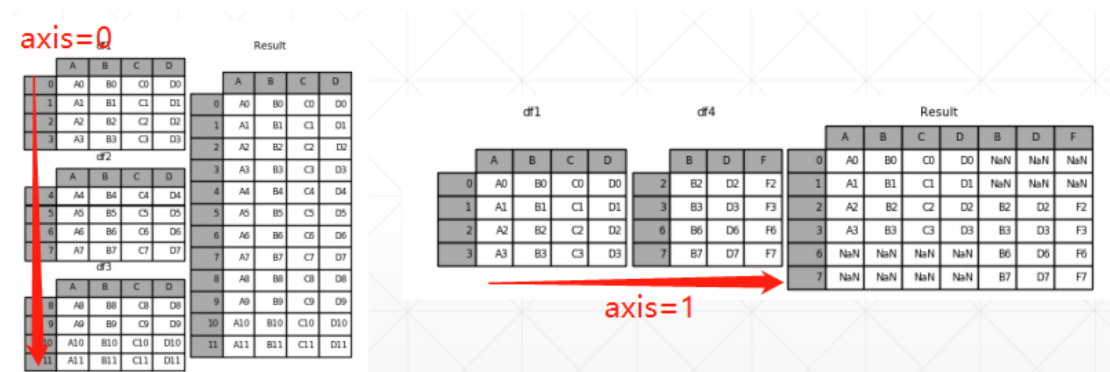 axis=0
df1
A B C D
0 A0 B0 C0 D0
1 A1 B1 C1 D1
2 A2 B2 C2 D2
3 A3 B3 C3 D3
df2
A B C D
4 A4 B4 C4 D4
5 A5 B5 C5 D5
6 A6 B6 C6 D6
7 A7 B7 C7 D7
df3
A B C D
8 A8 B8 C8 D8
9 A9 B9 C9 D9
10 A10 B10 C10 D10
11 A11 B11 C11 D11
Result
A B C D
0 A0 B0 C0 D0
1 A1 B1 C1 D1
2 A2 B2 C2 D2
3 A3 B3 C3 D3
4 A4 B4 C4 D4
5 A5 B5 C5 D5
6 A6 B6 C6 D6
7 A7 B7 C7 D7
8 A8 B8 C8 D8
9 A9 B9 C9 D9
10 A10 B10 C10 D10
11 A11 B11 C11 D11
df1
A B C D
0 A0 B0 C0 D0
1 A1 B1 C1 D1
2 A2 B2 C2 D2
3 A3 B3 C3 D3
df4
B D F
2 B2 D2 F2
3 B3 D3 F3
6 B6 D6 F6
7 B7 D7 F7
Result
A B C D B D F
0 A0 B0 C0 D0 NaN NaN NaN
1 A1 B1 C1 D1 NaN NaN NaN
2 A2 B2 C2 D2 B2 D2 F2
3 A3 B3 C3 D3 B3 D3 F3
6 NaN NaN NaN NaN B6 D6 F6
7 NaN NaN NaN NaN B7 D7 F7
axis=1